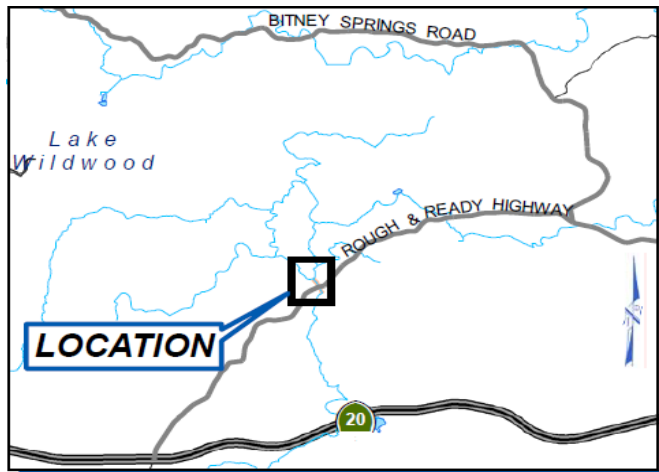 BITNEY SPRINGS ROAD
Lake
Wildwood
ROUGH & READY HIGHWAY
LOCATION
20